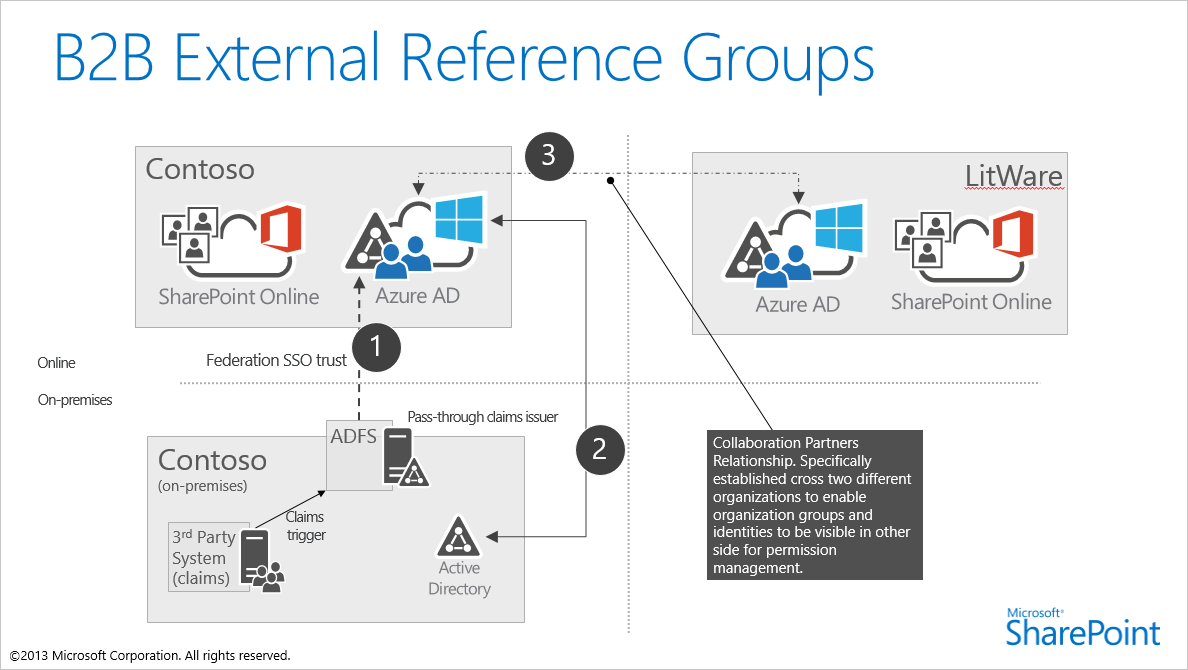 B2B External Reference Groups
Contoso
3
LitWare
SharePoint Online
Azure AD
Azure AD
SharePoint Online
1
Federation SSO trust
Online
On-premises
ADFS
Pass-through claims issuer
2
Contoso
(on-premises)
Claims
trigger
3rd Party
System
(claims)
Active
Directory
Collaboration Partners
Relationship. Specifically
established cross two different
organizations to enable
organization groups and
identities to be visible in other
side for permission
management.
Microsoft®
SharePoint
©2013 Microsoft Corporation. All rights reserved.